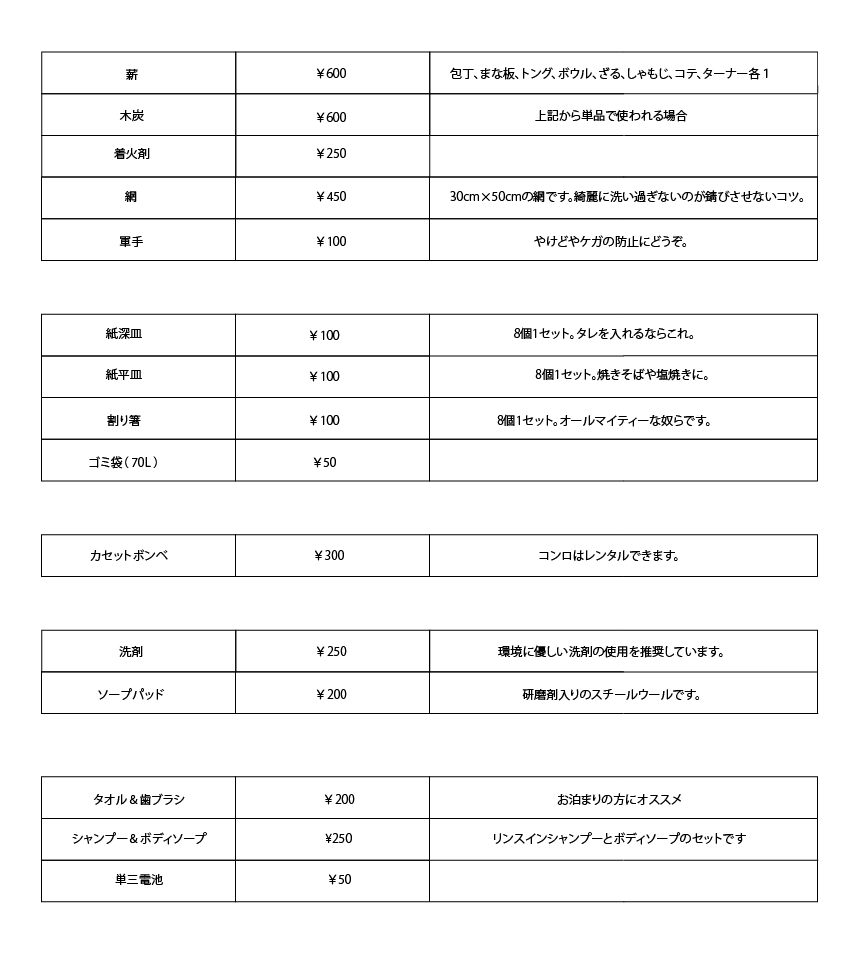 薪 ￥600 包丁、まな板、トング、ボウル、ざる、しゃもじ、コテ、ターナー各1
木炭 ￥600 上記から単品で使われる場合
着火剤 ￥250
網 ￥450 30cm×50cmの網です。綺麗に洗い過ぎないのが錆びさせないコツ。
軍手 ￥100 やけどやケガの防止にどうぞ。
紙深皿 ￥100 8個1セット。タレを入れるならこれ。
紙平皿 ￥100 8個1セット。焼きそばや塩焼きに。
割り箸 ￥100 8個1セット。オールマイティーな奴らです。
ゴミ袋（70L） ￥50
カセットボンベ ￥300 コンロはレンタルできます。
洗剤 ￥250 環境に優しい洗剤の使用を推奨しています。
ソープパッド ￥200 研磨剤入りのスチールウールです。
タオル＆歯ブラシ ￥200 お泊まりの方にオススメ
シャンプー＆ボディソープ ¥250 リンスインシャンプーとボディソープのセットです
単三電池 ￥50